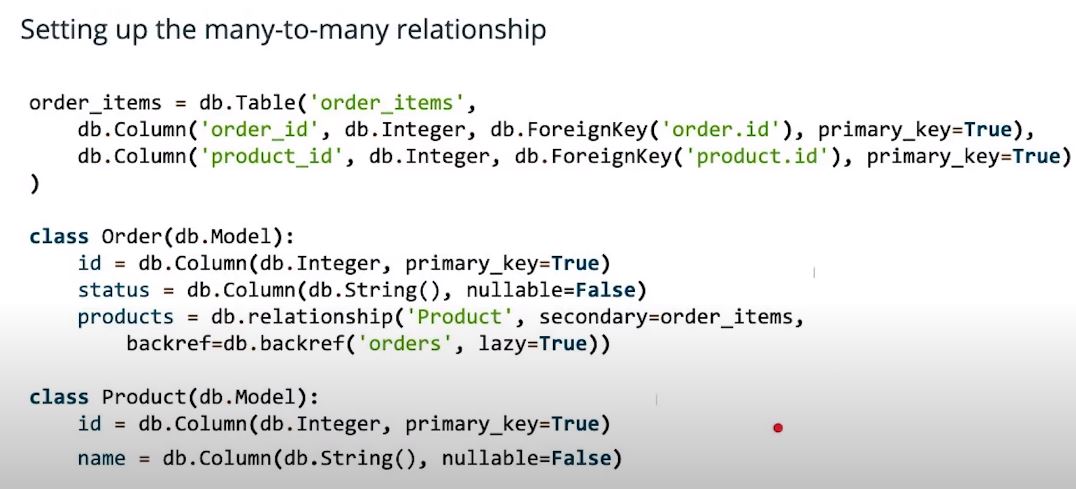 Setting up the many-to-many relationship
order_items = db.Table('order_items',
    db.Column('order_id', db.Integer, db.ForeignKey('order.id'), primary_key=True),
    db.Column('product_id', db.Integer, db.ForeignKey('product.id'), primary_key=True)
)
class Order(db.Model):
    id = db.Column(db.Integer, primary_key=True)
    status = db.Column(db.String(), nullable=False)
    products = db.relationship('Product', secondary=order_items,
        backref=db.backref('orders', lazy=True))
class Product(db.Model):
    id = db.Column(db.Integer, primary_key=True)
    name = db.Column(db.String(), nullable=False)